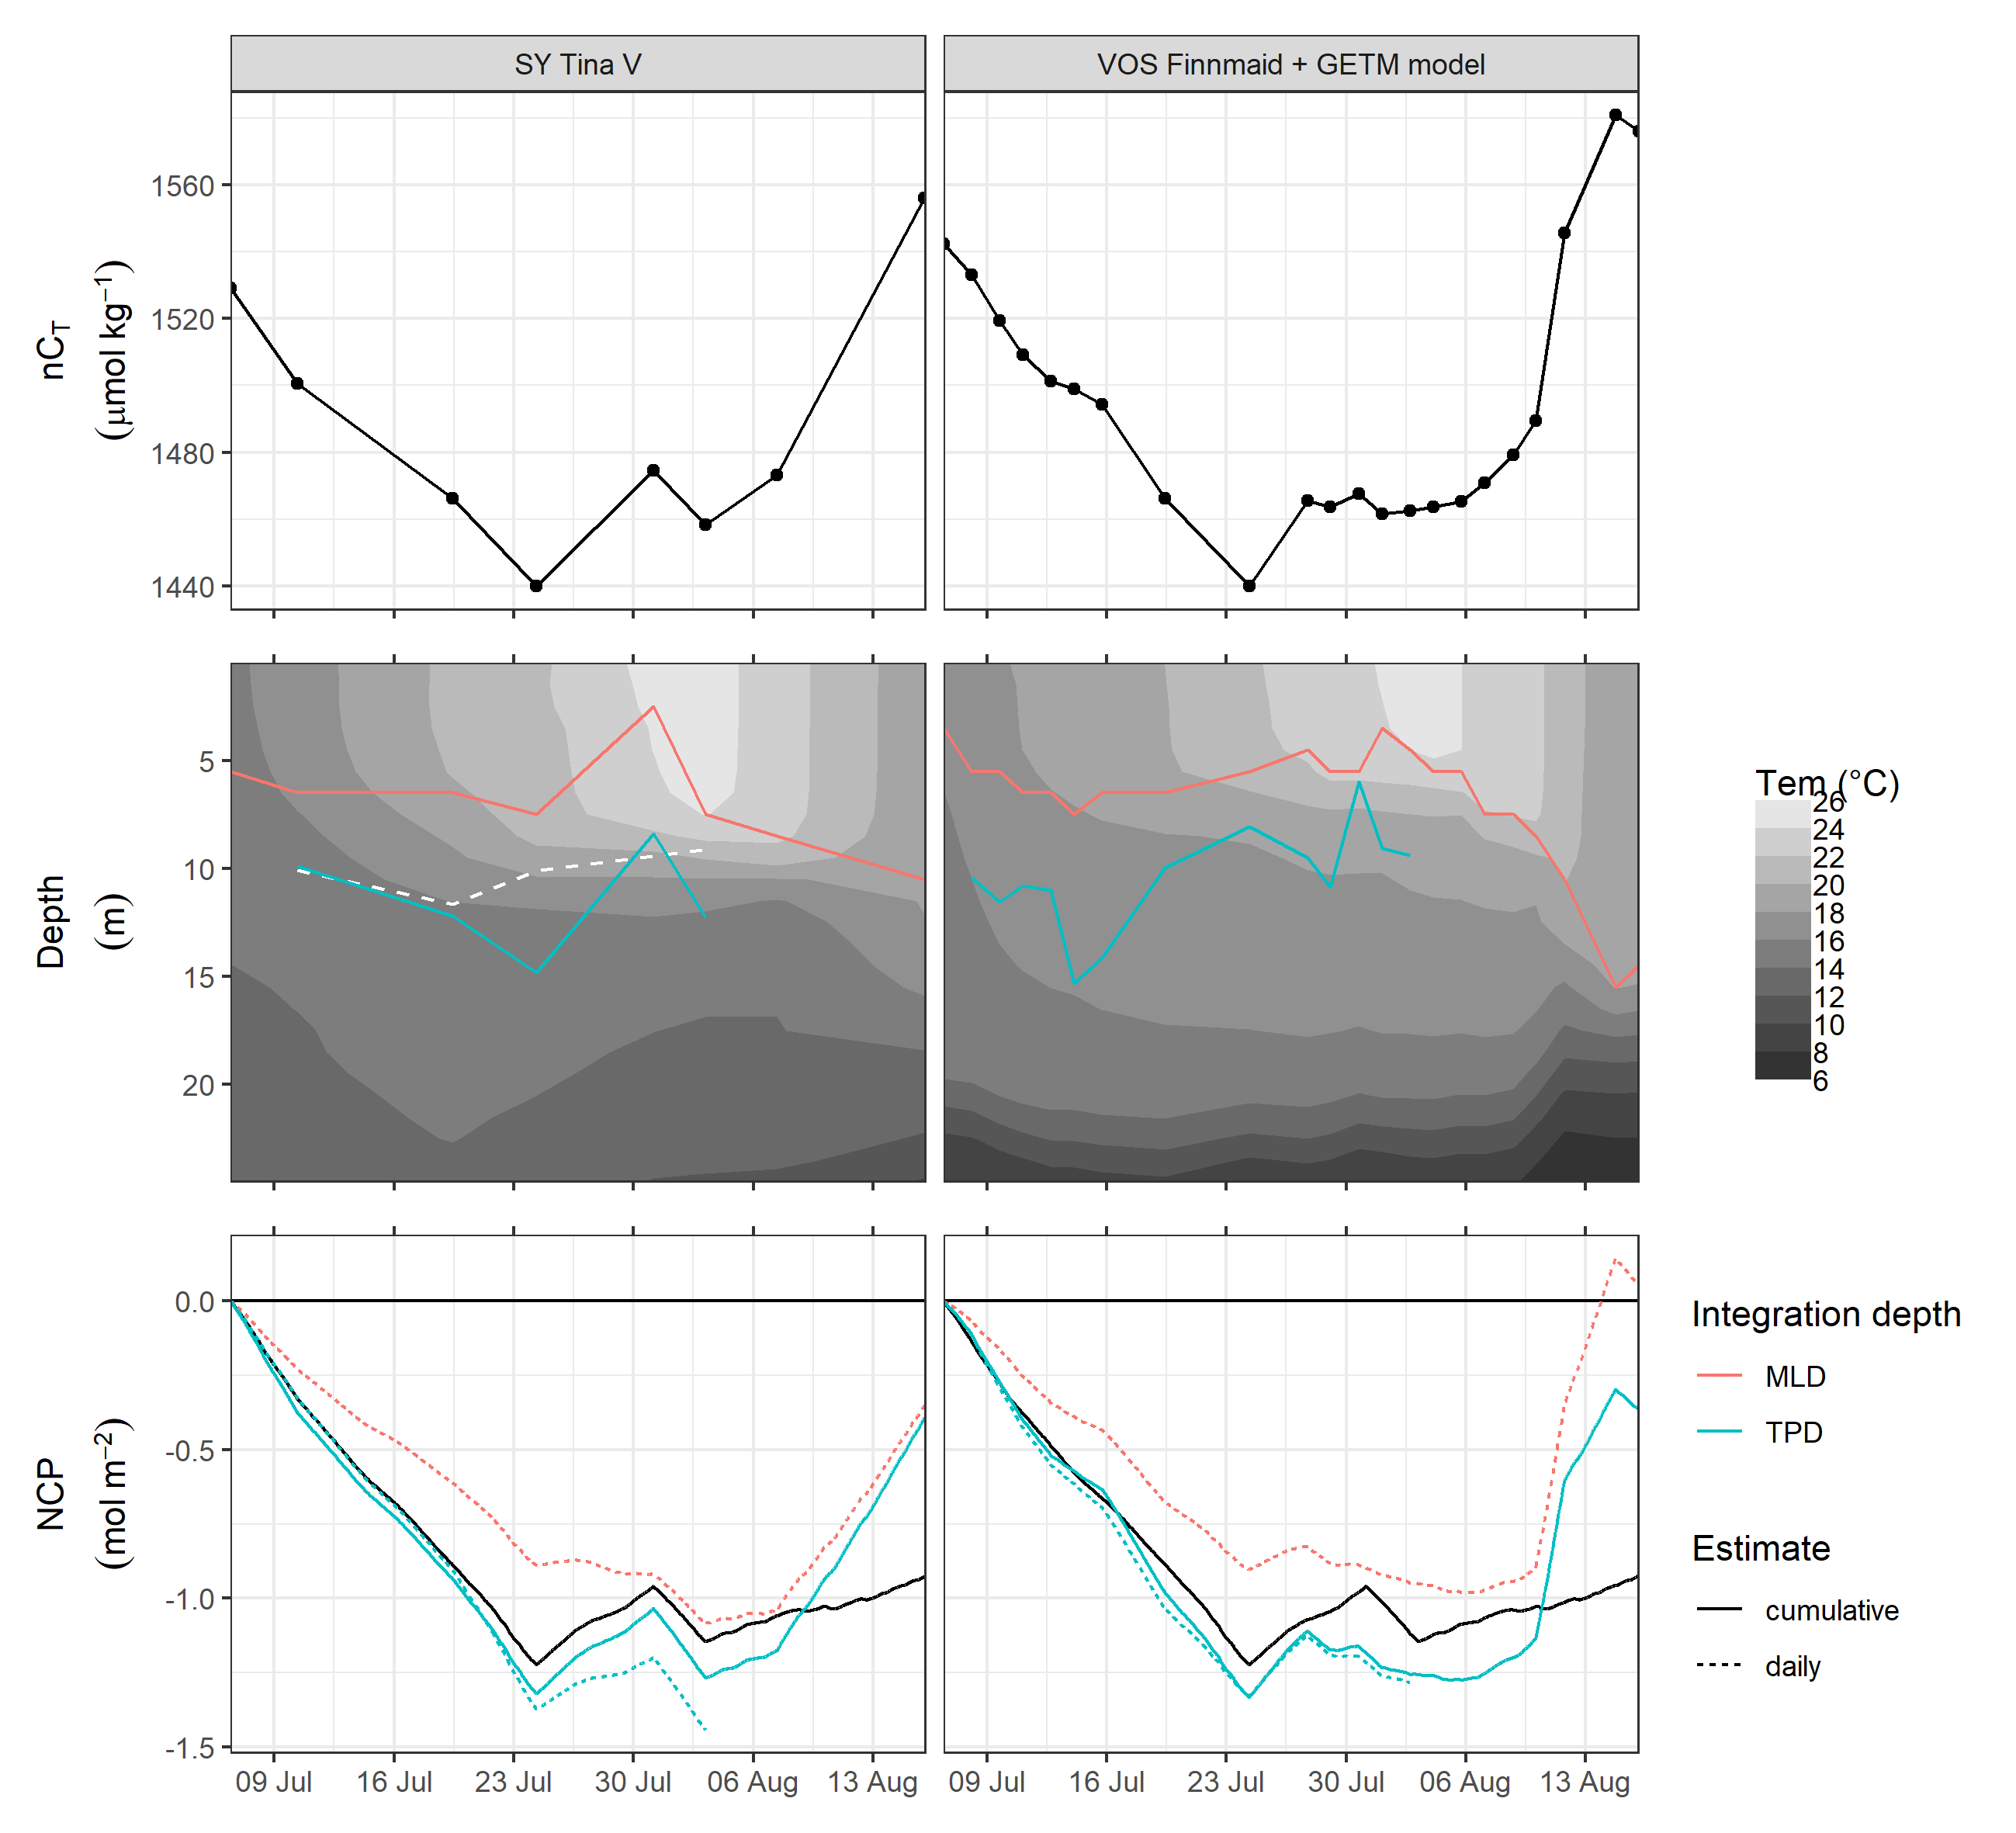 SY Tina V
VOS Finnmaid + GETM model
nC_T
(μmol kg⁻¹)
1560
1520
1480
1440
Depth
(m)
5
10
15
20
Tem (°C)
26
24
22
20
18
16
14
12
10
8
6
NCP
(mol m⁻²)
0.0
-0.5
-1.0
-1.5
09 Jul 16 Jul 23 Jul 30 Jul 06 Aug 13 Aug
09 Jul 16 Jul 23 Jul 30 Jul 06 Aug 13 Aug
Integration depth
MLD
TPD
Estimate
cumulative
daily